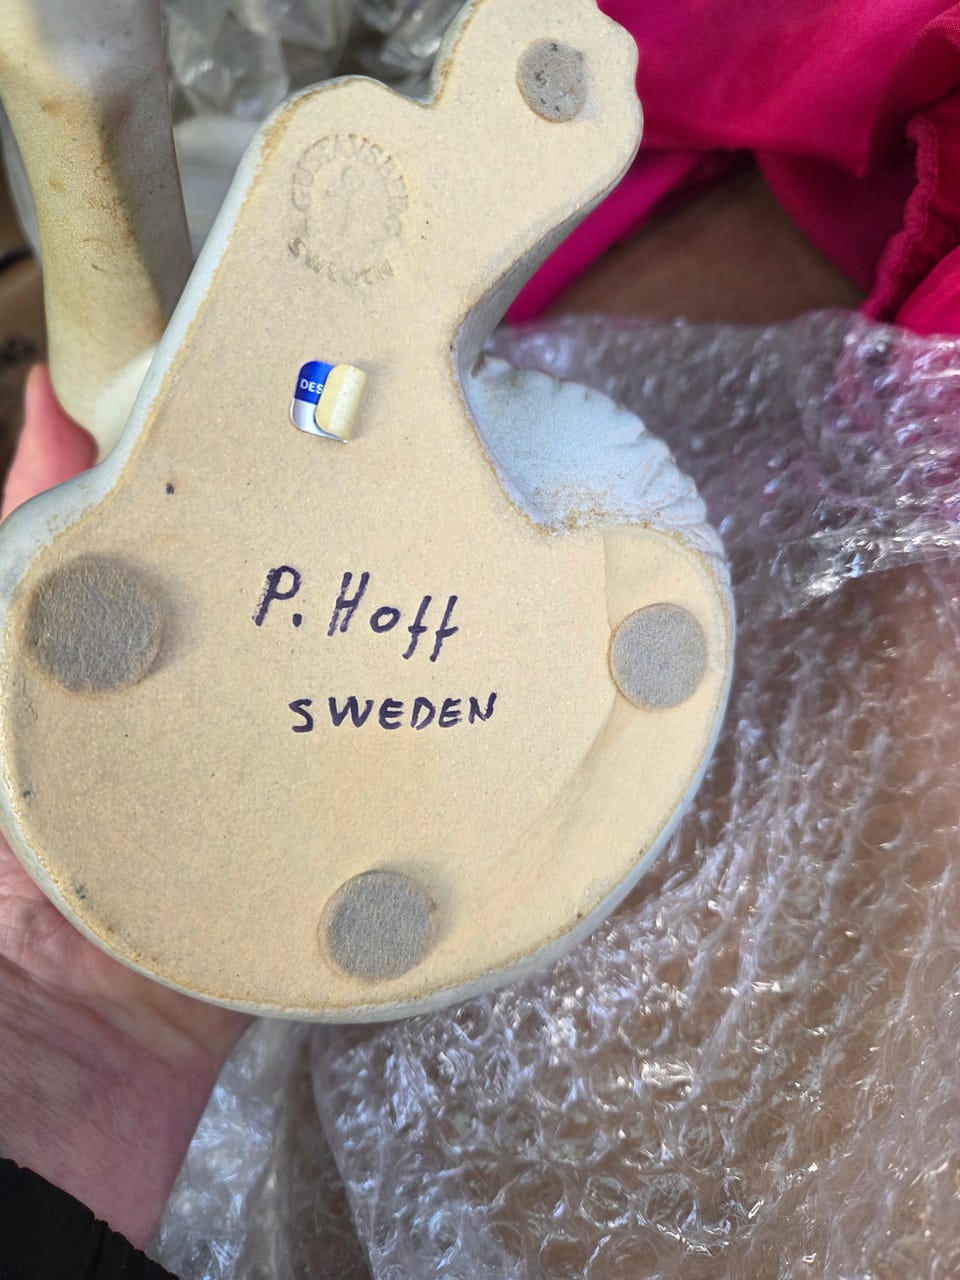 GUSTAVSBERG
SWEDEN
DES
P. Hoff
SWEDEN